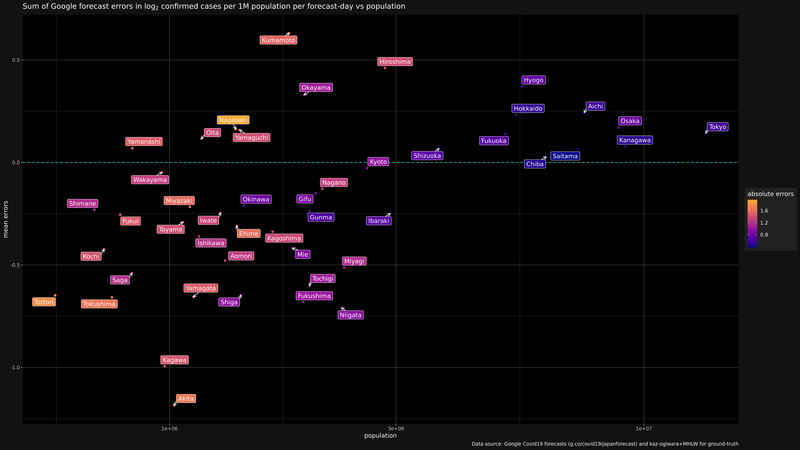 Sum of Google forecast errors in log2 confirmed cases per 1M population per forecast-day vs population
Kumamoto
Hiroshima
0.5
Hyogo
Okayama
Aichi
Hokkaido
Nagasaki
Osaka
Tokyo
Oita
Yamaguchi
Yamanashi
Fukuoka
Kanagawa
Shizuoka
Saitama
0.0
Kyoto
Chiba
Wakayama
Nagano
absolute errors
Miyazaki
Okinawa
Gifu
Shimane
1.6
Fukui
Iwate
Gunma
Ibaraki
1.2
mean errors
Toyama
Ehime
0.8
Ishikawa
Kagoshima
Kochi
Aomori
Mie
Miyagi
-0.5
Saga
Tochigi
Yamagata
Tottori
Tokushima
Shiga
Fukushima
Niigata
Kagawa
-1.0
Akita
1e+06
3e+06
1e+07
population
Data source: Google Covid19 forecasts (g.co/covid19/japanforecast) and kaz-ogiwara+MHLW for ground-truth